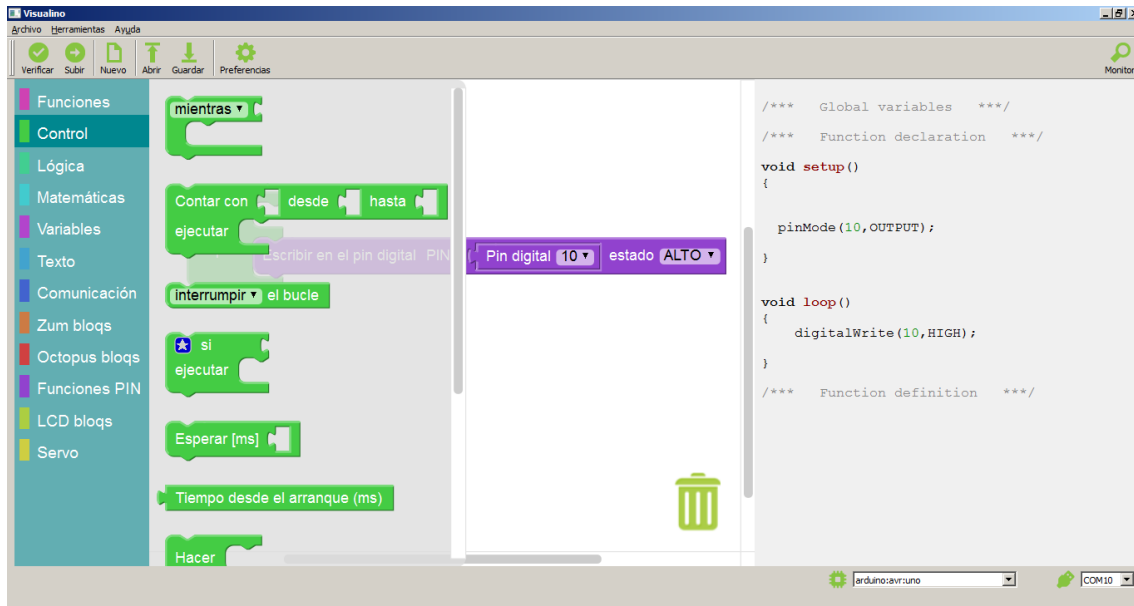 Visualino
Archivo Herramientas Ayuda
Verificar Subir Nuevo Abrir Guardar Preferencias Monitor
Funciones
Control
Lógica
Matemáticas
Variables
Texto
Comunicación
Zum bloqs
Octopus bloqs
Funciones PIN
LCD bloqs
Servo
mientras
Contar con desde hasta
ejecutar
Escribir en el pin digital PIN Pin digital 10 estado ALTO
interrumpir el bucle
si
ejecutar
Esperar [ms]
Tiempo desde el arranque (ms)
Hacer
/*** Global variables ***/
/*** Function declaration ***/
void setup()
{
pinMode(10,OUTPUT);
}
void loop()
{
digitalWrite(10,HIGH);
}
/*** Function definition ***/
arduino:avr:uno COM10